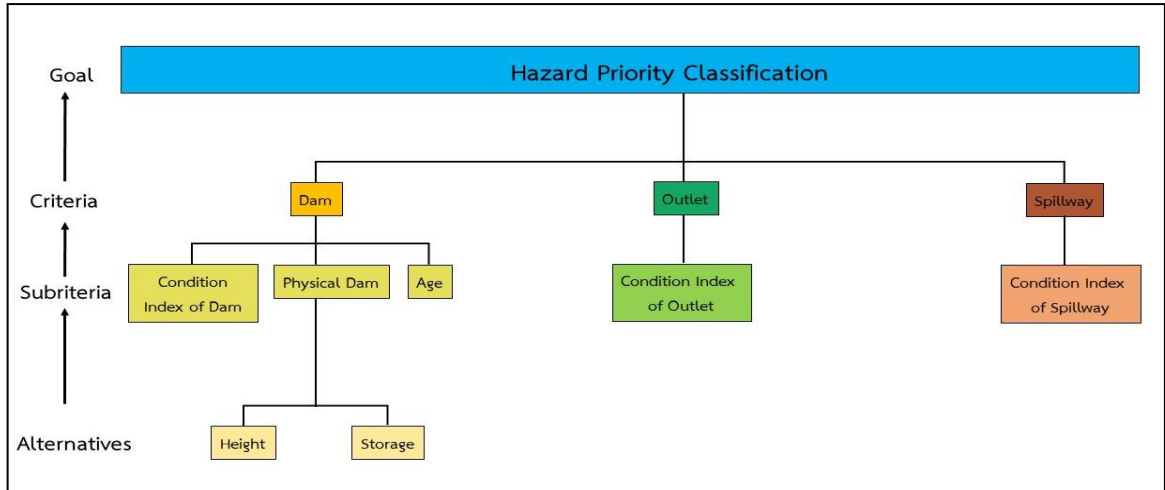 Goal
Hazard Priority Classification
Criteria
Dam
Outlet
Spillway
Subriteria
Condition
Index of Dam
Physical Dam
Age
Condition Index
of Outlet
Condition Index
of Spillway
Alternatives
Height
Storage